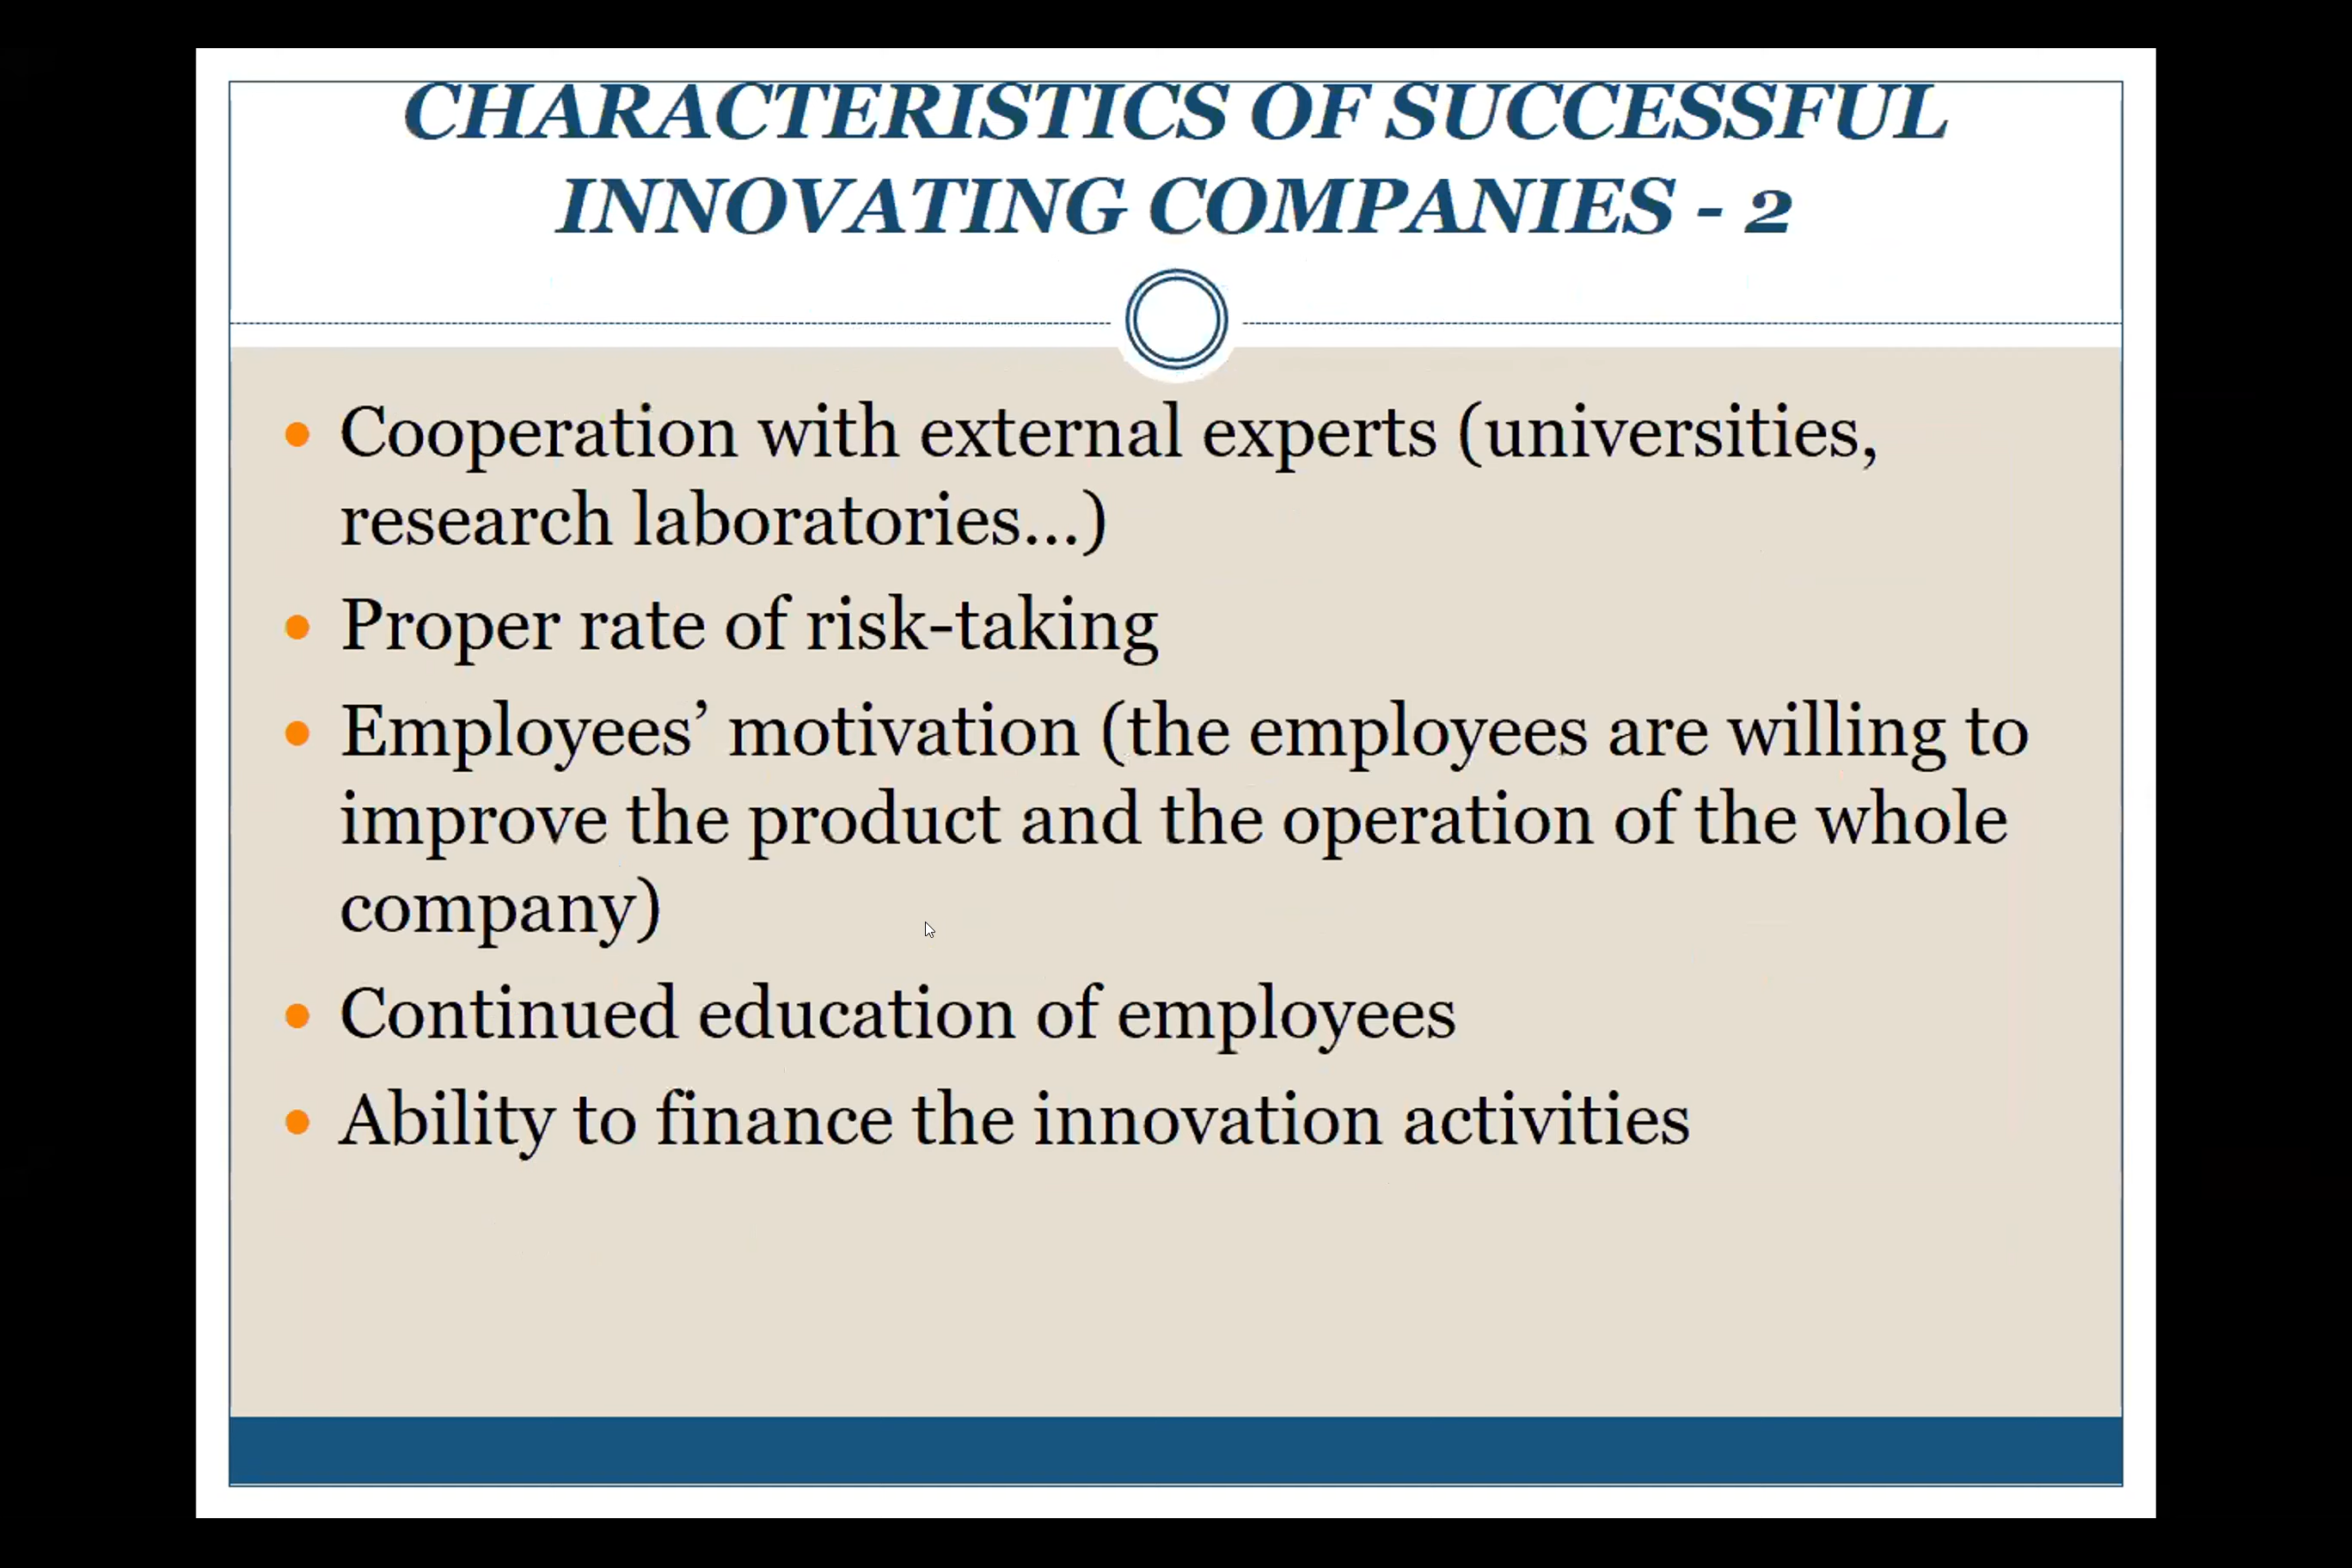 CHARACTERISTICS OF SUCCESSFUL
INNOVATING COMPANIES - 2
• Cooperation with external experts (universities,
research laboratories…)
• Proper rate of risk-taking
• Employees’ motivation (the employees are willing to
improve the product and the operation of the whole
company)
• Continued education of employees
• Ability to finance the innovation activities